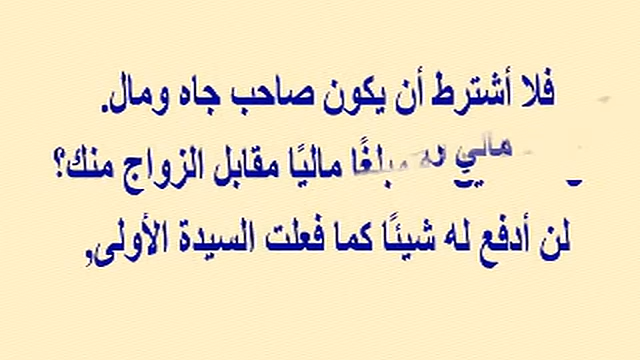 فلا أشترط أن يكون صاحب جاه ومال.
مبلغًا ماليًا مقابل الزواج منك؟
لن أدفع له شيئًا كما فعلت السيدة الأولى,